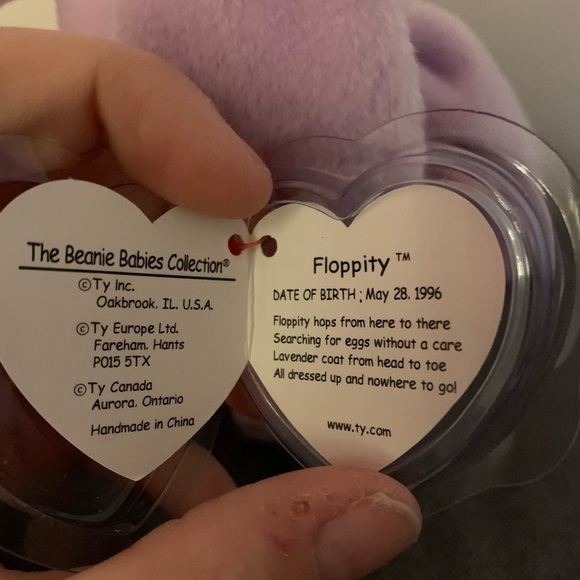 The Beanie Babies Collection®
©Ty Inc.
Oakbrook, IL. U.S.A.
©Ty Europe Ltd.
Fareham, Hants
PO15 5TX
©Ty Canada
Aurora, Ontario
Handmade in China
Floppity ™
DATE OF BIRTH ; May 28, 1996
Floppity hops from here to there
Searching for eggs without a care
Lavender coat from head to toe
All dressed up and nowhere to go!
www.ty.com